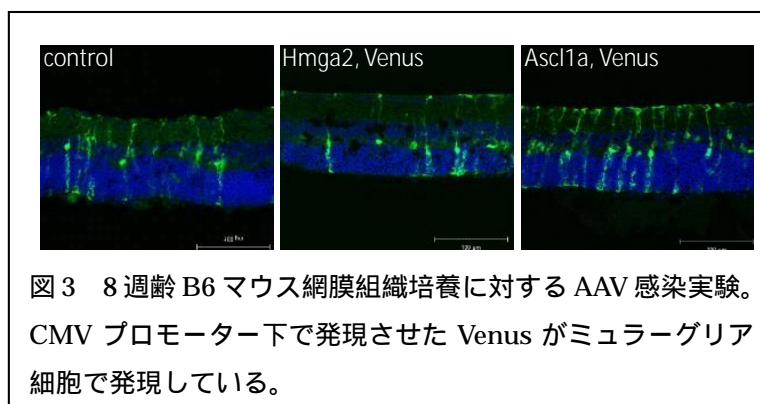 control
Hmga2, Venus
Ascl1a, Venus
図3 8週齢 B6 マウス網膜組織培養に対する AAV 感染実験。
CMV プロモーター下で発現させた Venus がミュラーグリア
細胞で発現している。